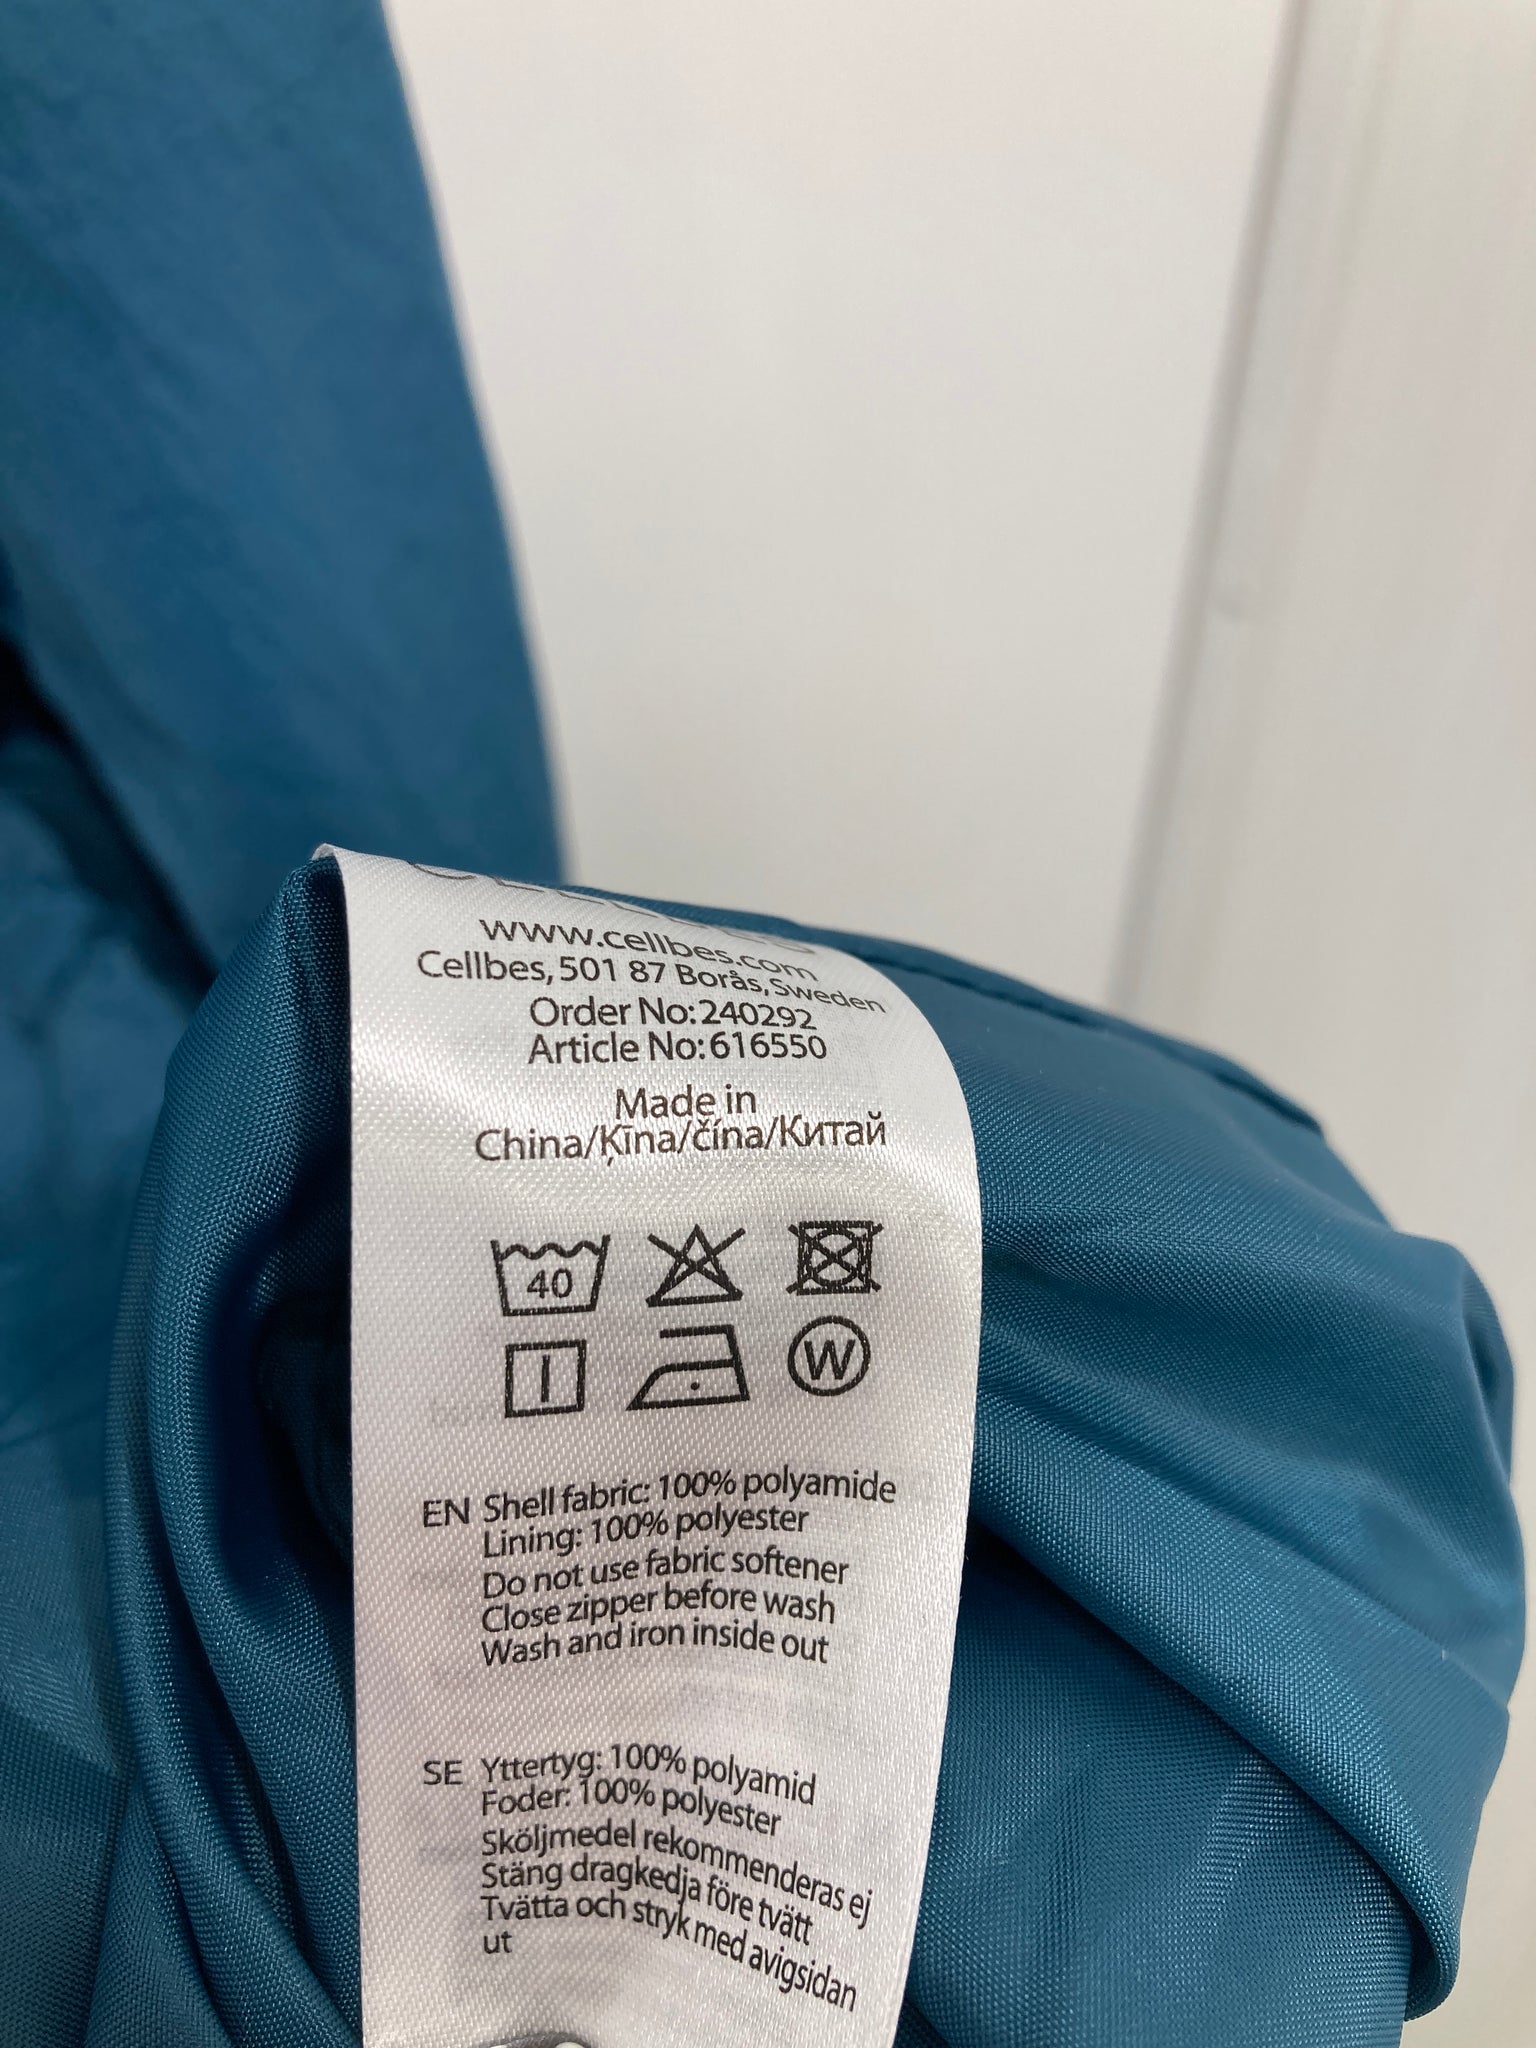 CELLBES
www.cellbes.com
Cellbes, 501 87 Borås, Sweden
Order No: 240292
Article No: 616550
Made in
China/Ķīna/čína/Китай
40
W
EN Shell fabric: 100% polyamide
Lining: 100% polyester
Do not use fabric softener
Close zipper before wash
Wash and iron inside out
SE Yttertyg: 100% polyamid
Foder: 100% polyester
Sköljmedel rekommenderas ej
Stäng dragkedja före tvätt
Tvätta och stryk med avigsidan
ut